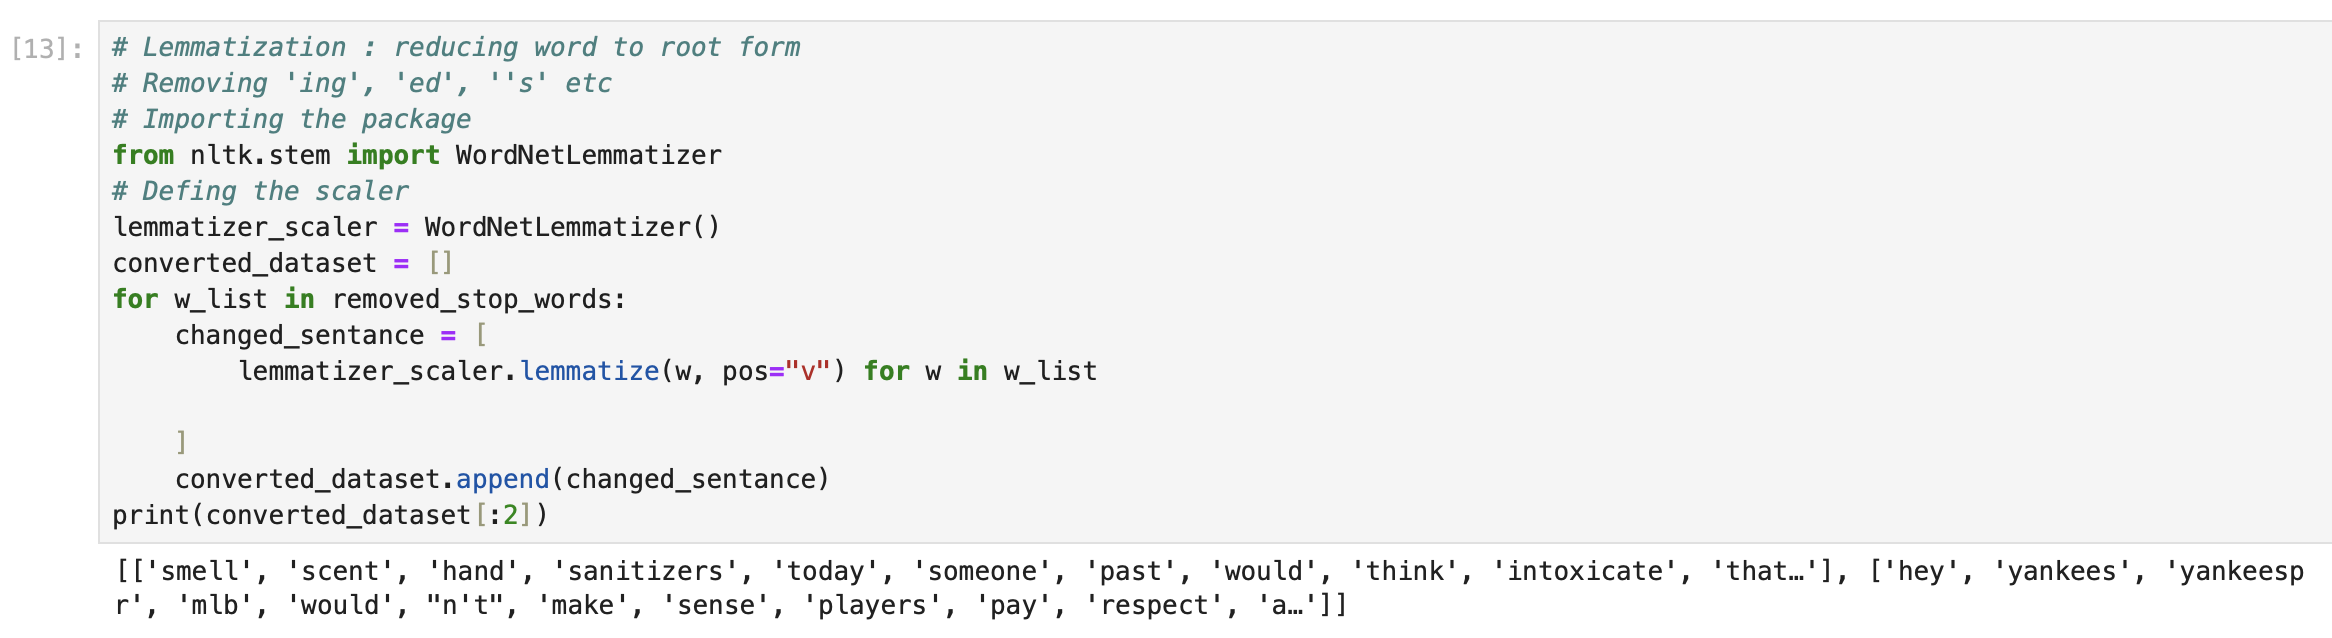 [13]: # Lemmatization : reducing word to root form
# Removing 'ing', 'ed', ''s' etc
# Importing the package
from nltk.stem import WordNetLemmatizer
# Defing the scaler
lemmatizer_scaler = WordNetLemmatizer()
converted_dataset = []
for w_list in removed_stop_words:
    changed_sentance = [
        lemmatizer_scaler.lemmatize(w, pos="v") for w in w_list
    ]
    converted_dataset.append(changed_sentance)
print(converted_dataset[:2])
[['smell', 'scent', 'hand', 'sanitizers', 'today', 'someone', 'past', 'would', 'think', 'intoxicate', 'that…'], ['hey', 'yankees', 'yankeesp
r', 'mlb', 'would', "n't", 'make', 'sense', 'players', 'pay', 'respect', 'a…']]